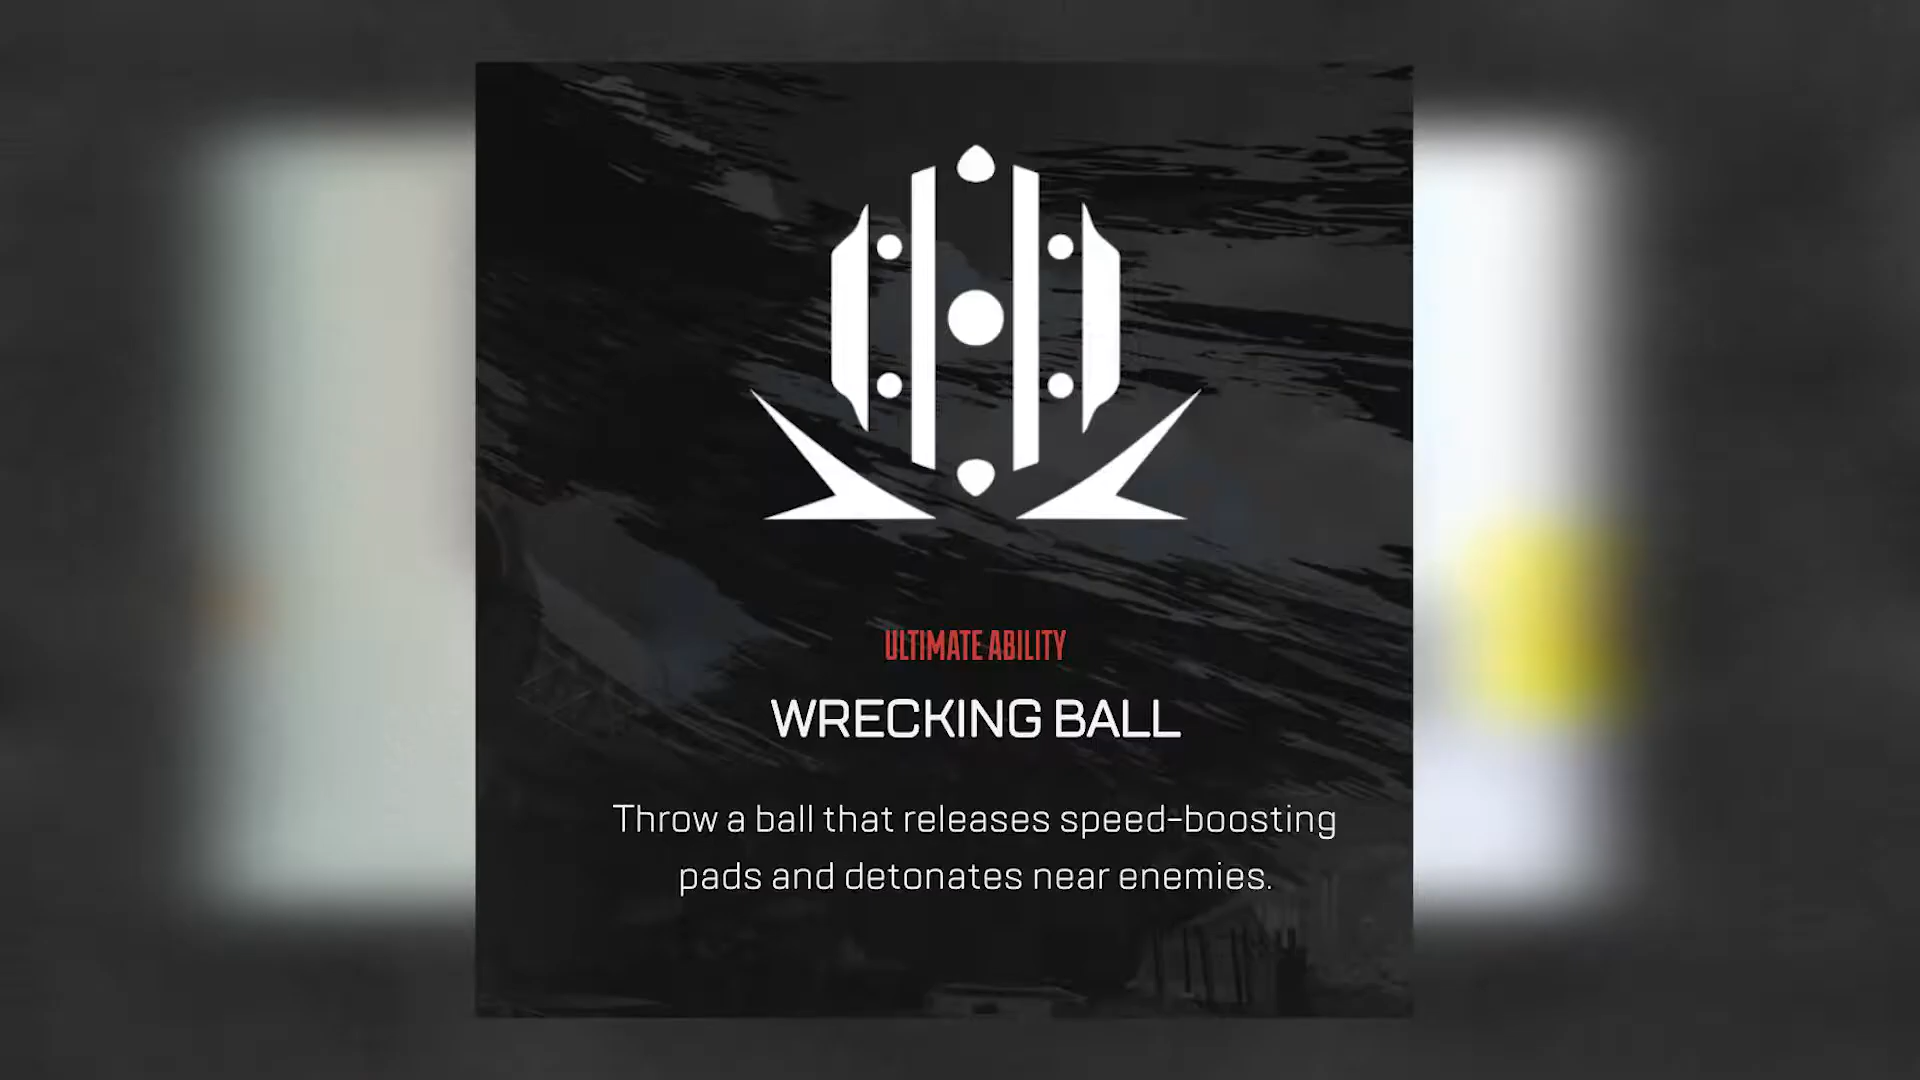 ULTIMATE ABILITY
WRECKING BALL
Throw a ball that releases speed-boosting
pads and detonates near enemies.